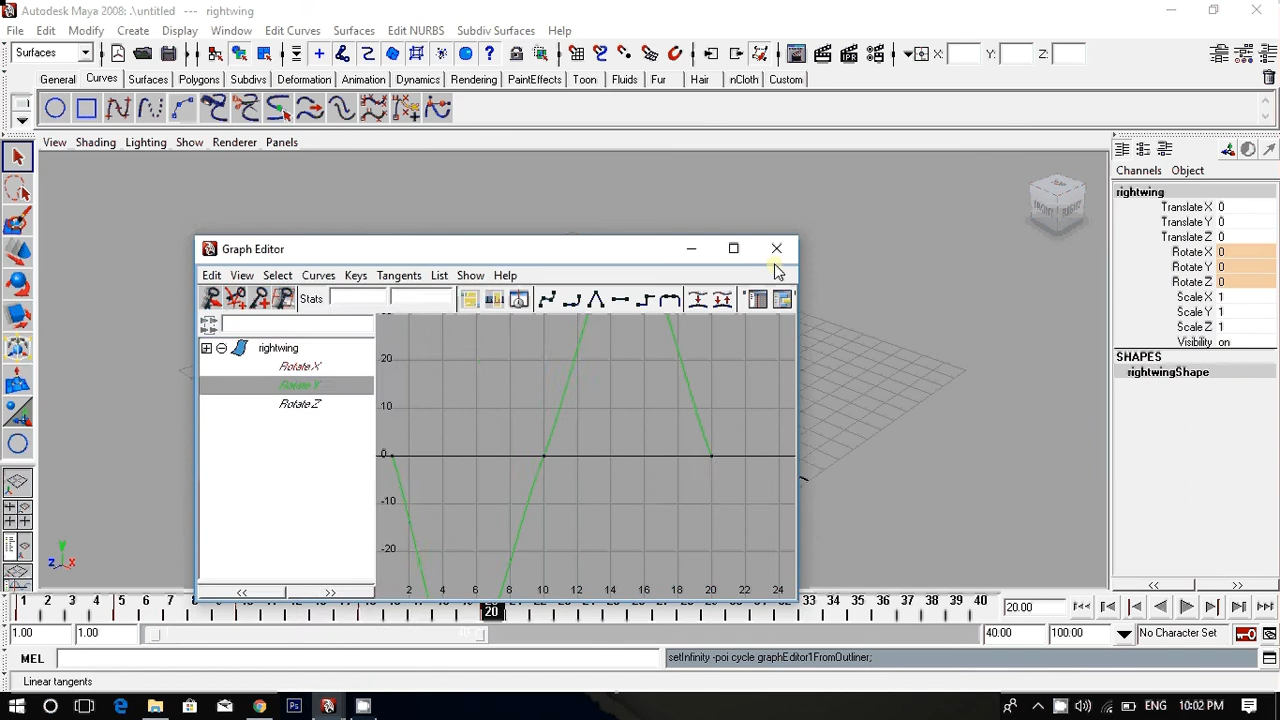 Autodesk Maya 2008: .\untitled --- rightwing
File Edit Modify Create Display Window Edit Curves Surfaces Edit NURBS Subdiv Surfaces Help
Surfaces X: Y: Z:
General Curves Surfaces Polygons Subdivs Deformation Animation Dynamics Rendering PaintEffects Toon Fluids Fur Hair nCloth Custom
View Shading Lighting Show Renderer Panels
Channels Object
rightwing
Translate X 0
Translate Y 0
Translate Z 0
Rotate X 0
Rotate Y 0
Rotate Z 0
Scale X 1
Scale Y 1
Scale Z 1
Visibility on
SHAPES
rightwingShape
FRONT RIGHT
Graph Editor
Edit View Select Curves Keys Tangents List Show Help
Stats
rightwing
Rotate X
Rotate Y
Rotate Z
20
10
0
-10
-20
2 4 6 8 10 12 14 16 18 20 22 24
<< >>
<< >>
Y
Z X
1 2 3 4 5 6 7 8 33 34 35 36 37 38 39 40
20
20.00
1.00 1.00 40.00 100.00 No Character Set
MEL setInfinity -poi cycle graphEditor1FromOutliner;
Linear tangents
Ps ENG 10:02 PM